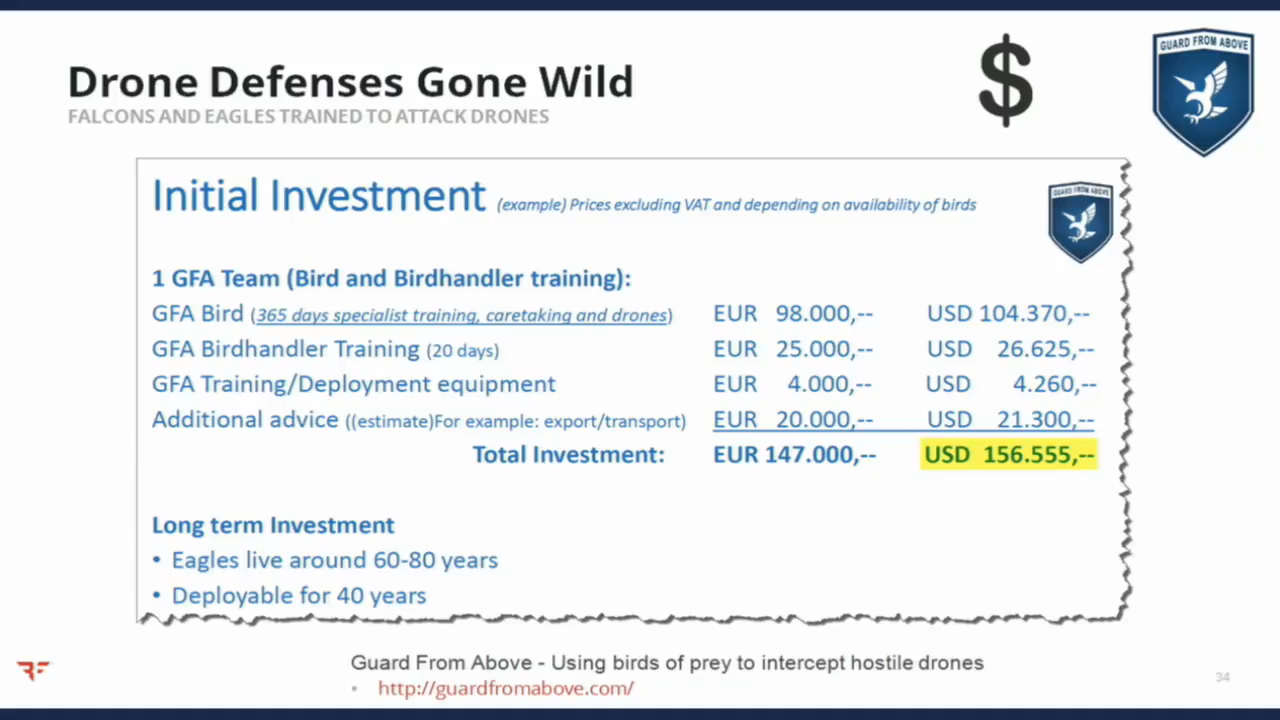 Drone Defenses Gone Wild
FALCONS AND EAGLES TRAINED TO ATTACK DRONES
$
GUARD FROM ABOVE
Initial Investment (example) Prices excluding VAT and depending on availability of birds
GUARD FROM ABOVE
1 GFA Team (Bird and Birdhandler training):
GFA Bird (365 days specialist training, caretaking and drones) EUR 98.000,-- USD 104.370,--
GFA Birdhandler Training (20 days) EUR 25.000,-- USD 26.625,--
GFA Training/Deployment equipment EUR 4.000,-- USD 4.260,--
Additional advice ((estimate)For example: export/transport) EUR 20.000,-- USD 21.300,--
Total Investment: EUR 147.000,-- USD 156.555,--
Long term Investment
• Eagles live around 60-80 years
• Deployable for 40 years
Guard From Above - Using birds of prey to intercept hostile drones
• http://guardfromabove.com/
34